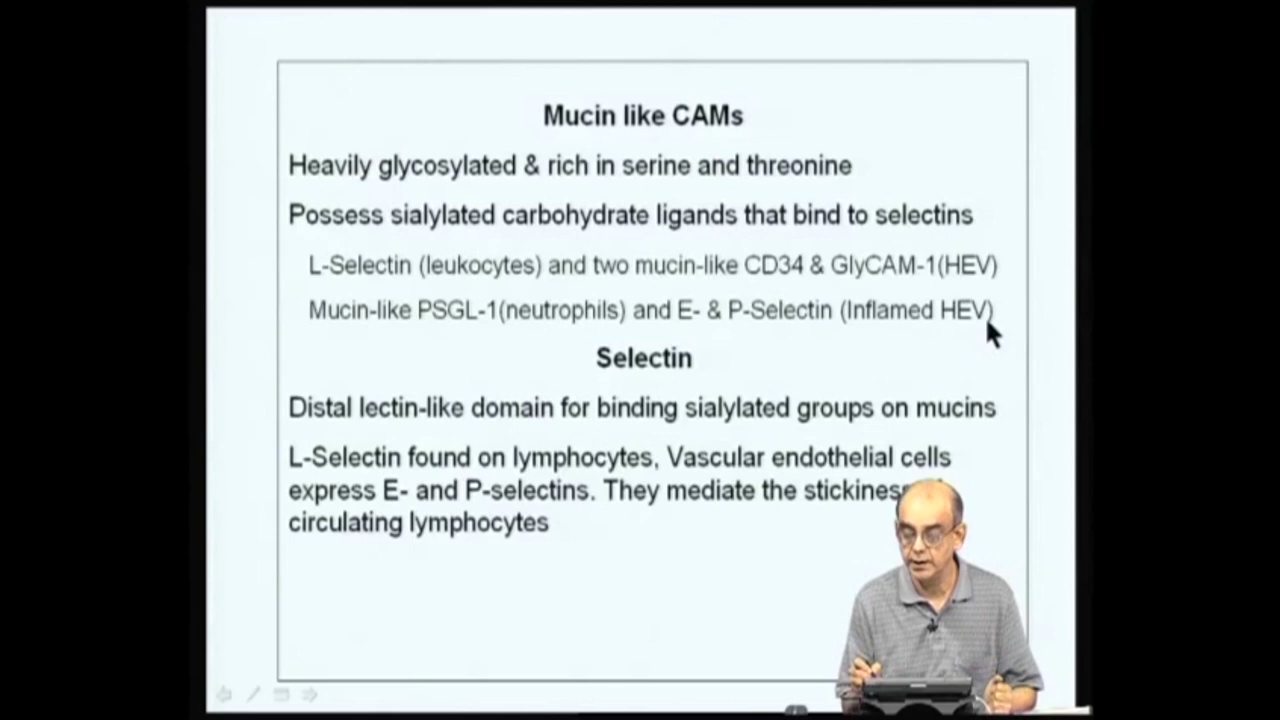 Mucin like CAMs
Heavily glycosylated & rich in serine and threonine
Possess sialylated carbohydrate ligands that bind to selectins
L-Selectin (leukocytes) and two mucin-like CD34 & GlyCAM-1(HEV)
Mucin-like PSGL-1(neutrophils) and E- & P-Selectin (Inflamed HEV)
Selectin
Distal lectin-like domain for binding sialylated groups on mucins
L-Selectin found on lymphocytes, Vascular endothelial cells
express E- and P-selectins. They mediate the
circulating lymphocytes